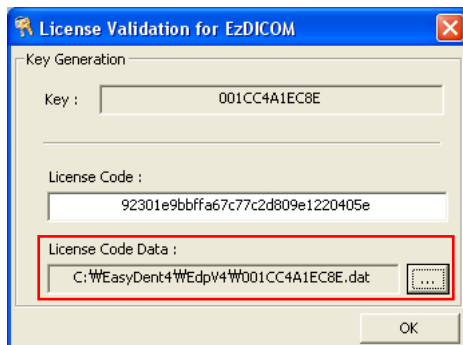 License Validation for EzDICOM
Key Generation
Key : 001CC4A1EC8E
License Code :
92301e9bbffa67c77c2d809e1220405e
License Code Data :
C:₩EasyDent4₩EdpV4₩001CC4A1EC8E.dat ...
OK